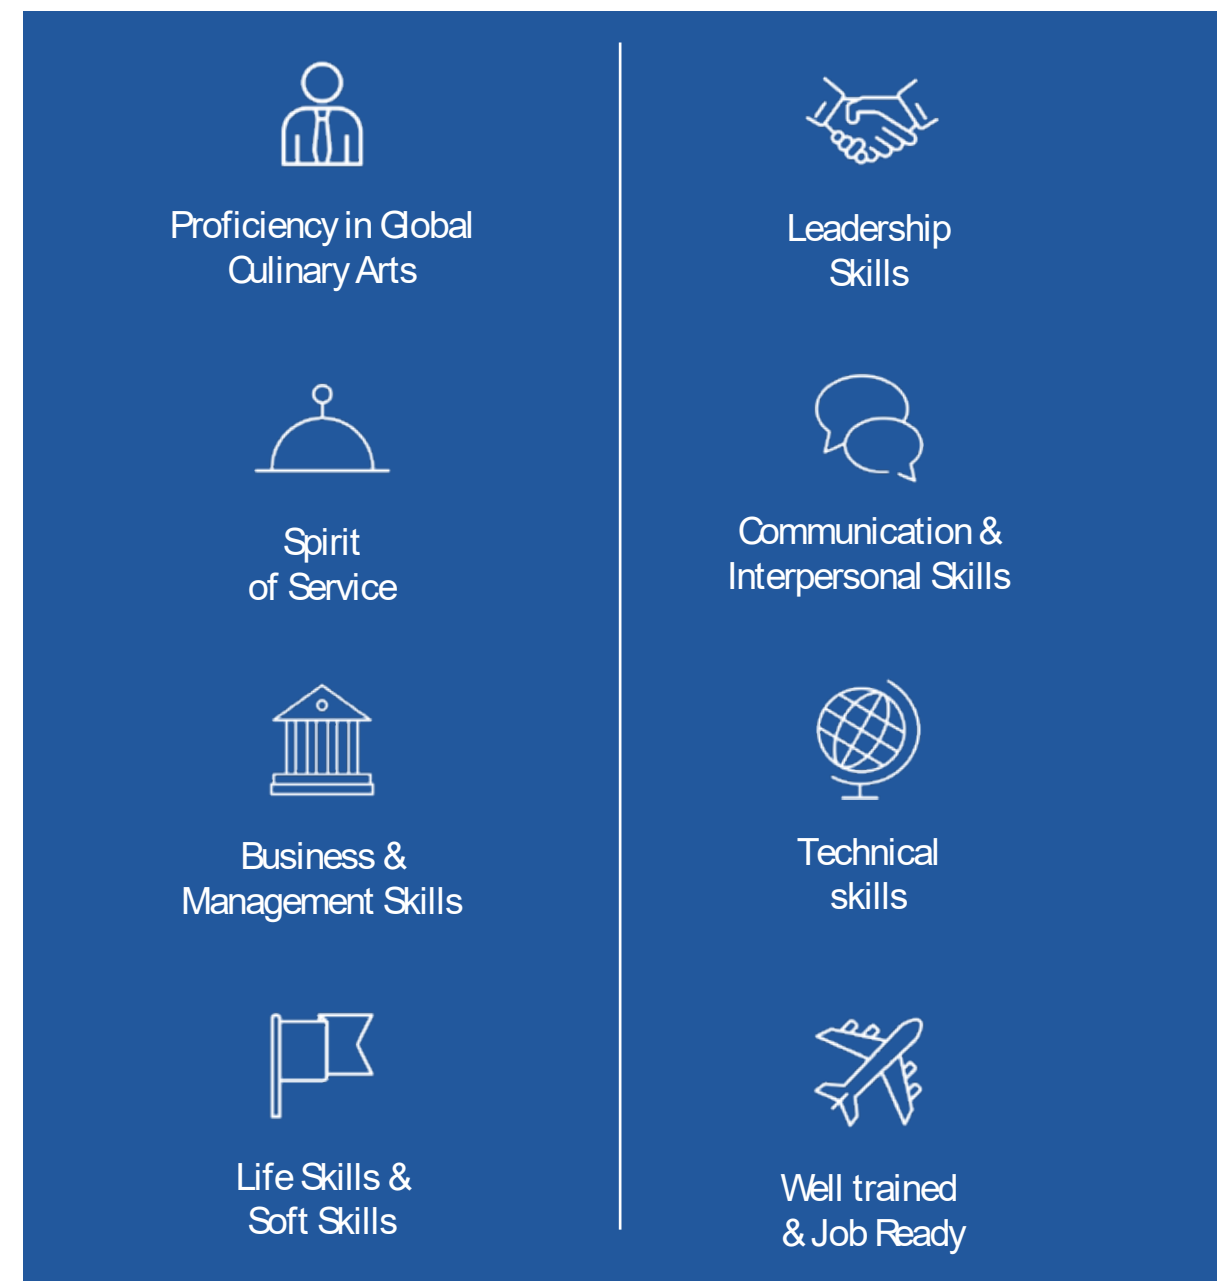 Proficiency in Global
Culinary Arts
Spirit
of Service
Business &
Management Skills
Life Skills &
Soft Skills
Leadership
Skills
Communication &
Interpersonal Skills
Technical
skills
Well trained
& Job Ready